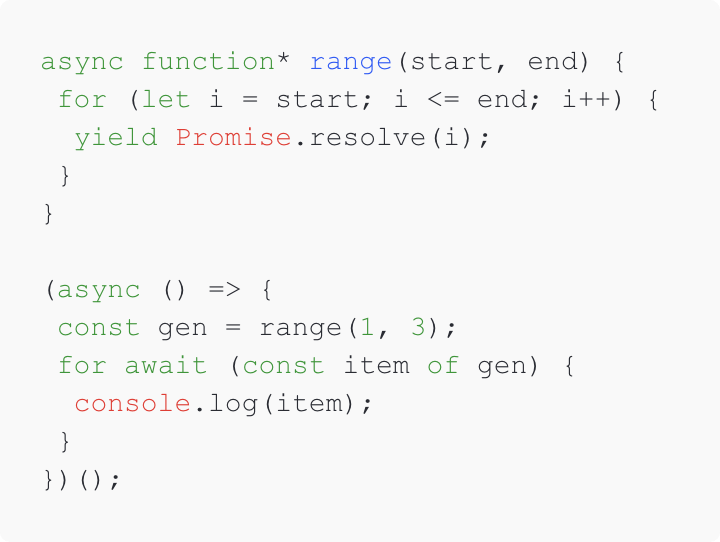 async function* range(start, end) {
 for (let i = start; i <= end; i++) {
  yield Promise.resolve(i);
 }
}

(async () => {
 const gen = range(1, 3);
 for await (const item of gen) {
  console.log(item);
 }
})();